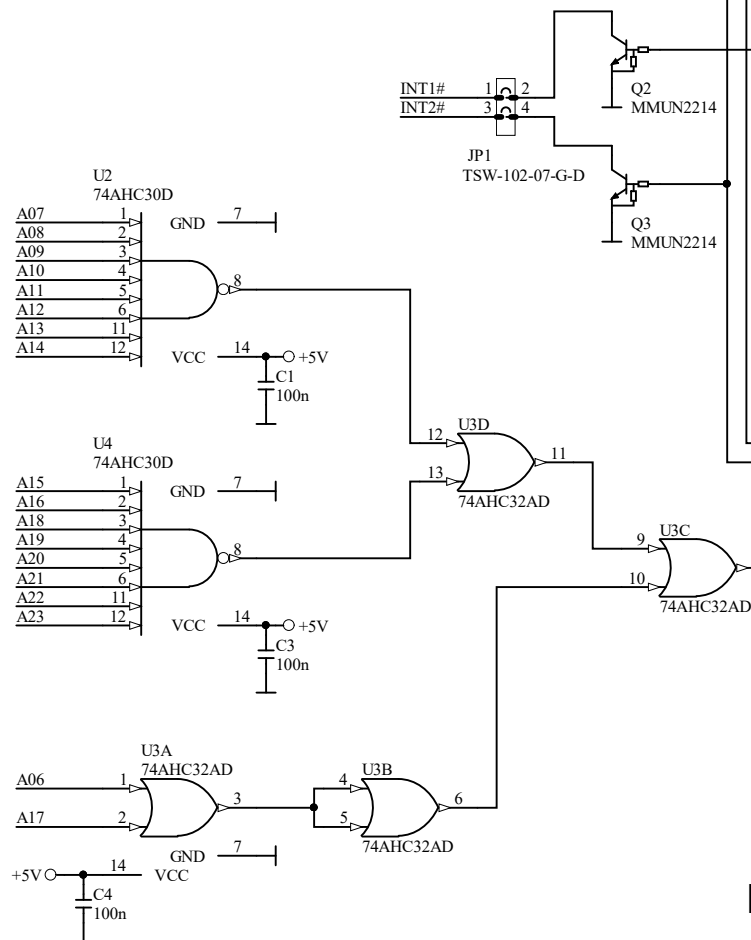 INT1# 1 2
INT2# 3 4
JP1
TSW-102-07-G-D
Q2
MMUN2214
Q3
MMUN2214
U2
74AHC30D
A07 1
A08 2
A09 3
A10 4
A11 5
A12 6
A13 11
A14 12
GND 7
8
VCC 14 +5V
C1
100n
U4
74AHC30D
A15 1
A16 2
A18 3
A19 4
A20 5
A21 6
A22 11
A23 12
GND 7
8
VCC 14 +5V
C3
100n
U3D
12
13
11
74AHC32AD
U3C
9
10
74AHC32AD
U3A
74AHC32AD
A06 1
A17 2
3
GND 7
+5V 14 VCC
C4
100n
U3B
4
5
6
74AHC32AD